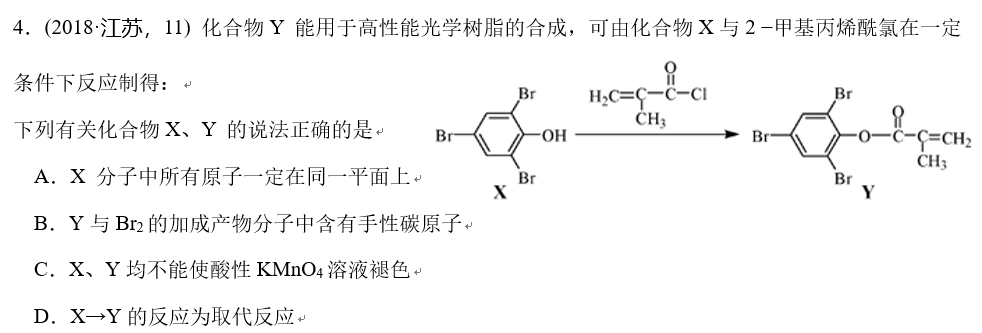 4．(2018·江苏，11) 化合物 Y 能用于高性能光学树脂的合成，可由化合物 X 与 2 −甲基丙烯酰氯在一定
条件下反应制得：
下列有关化合物 X、Y 的说法正确的是
A．X 分子中所有原子一定在同一平面上
B．Y 与 Br₂ 的加成产物分子中含有手性碳原子
C．X、Y 均不能使酸性 KMnO₄ 溶液褪色
D．X→Y 的反应为取代反应
Br
Br
OH
Br
X
O
H₂C=C−C−Cl
CH₃
Br
Br
O
Br
O
C−C=CH₂
CH₃
Y